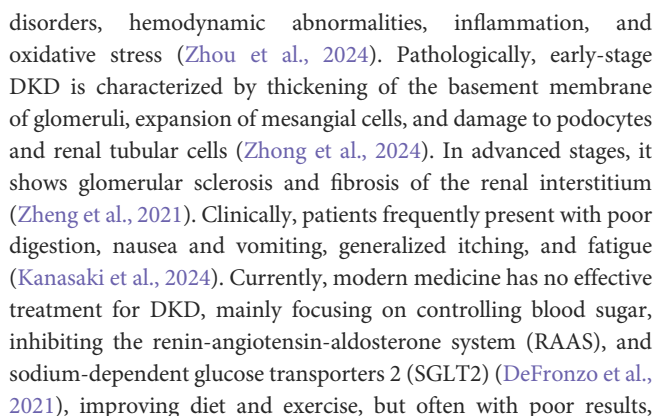 disorders, hemodynamic abnormalities, inflammation, and
oxidative stress (Zhou et al., 2024). Pathologically, early-stage
DKD is characterized by thickening of the basement membrane
of glomeruli, expansion of mesangial cells, and damage to podocytes
and renal tubular cells (Zhong et al., 2024). In advanced stages, it
shows glomerular sclerosis and fibrosis of the renal interstitium
(Zheng et al., 2021). Clinically, patients frequently present with poor
digestion, nausea and vomiting, generalized itching, and fatigue
(Kanasaki et al., 2024). Currently, modern medicine has no effective
treatment for DKD, mainly focusing on controlling blood sugar,
inhibiting the renin-angiotensin-aldosterone system (RAAS), and
sodium-dependent glucose transporters 2 (SGLT2) (DeFronzo et al.,
2021), improving diet and exercise, but often with poor results,